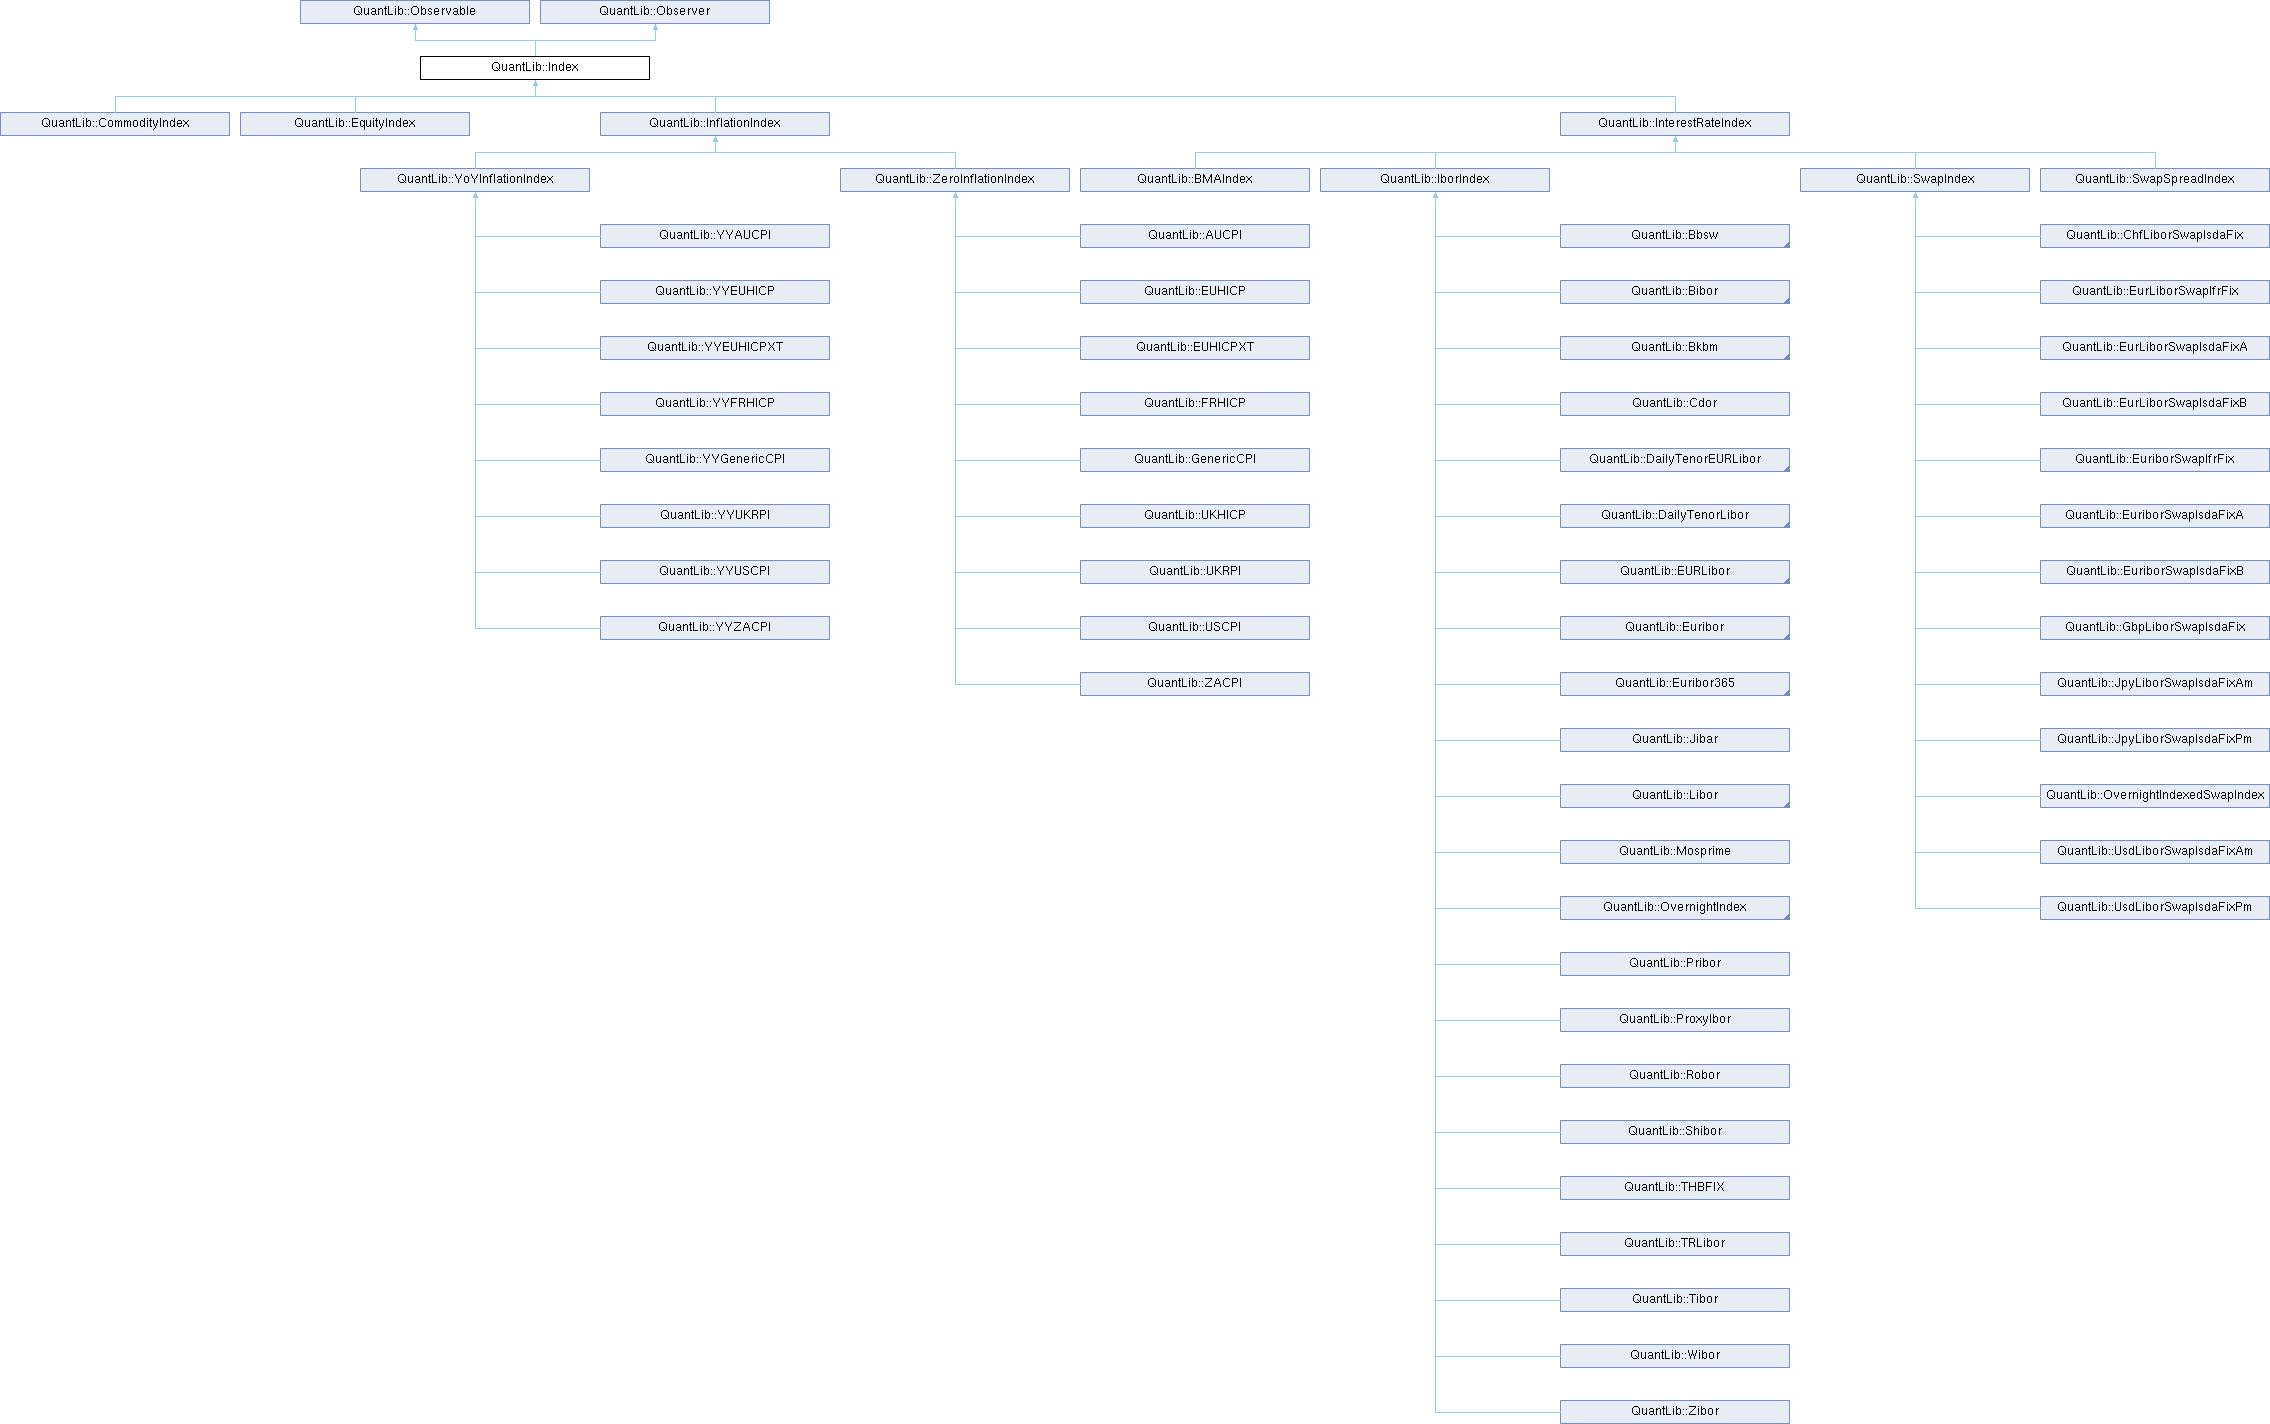 QuantLib::Observable
QuantLib::Observer
QuantLib::Index
QuantLib::CommodityIndex
QuantLib::EquityIndex
QuantLib::InflationIndex
QuantLib::InterestRateIndex
QuantLib::YoYInflationIndex
QuantLib::ZeroInflationIndex
QuantLib::BMAIndex
QuantLib::IborIndex
QuantLib::SwapIndex
QuantLib::SwapSpreadIndex
QuantLib::YYAUCPI
QuantLib::AUCPI
QuantLib::Bbsw
QuantLib::ChfLiborSwapIsdaFix
QuantLib::YYEUHICP
QuantLib::EUHICP
QuantLib::Bibor
QuantLib::EurLiborSwapIfrFix
QuantLib::YYEUHICPXT
QuantLib::EUHICPXT
QuantLib::Bkbm
QuantLib::EurLiborSwapIsdaFixA
QuantLib::YYFRHICP
QuantLib::FRHICP
QuantLib::Cdor
QuantLib::EurLiborSwapIsdaFixB
QuantLib::YYGenericCPI
QuantLib::GenericCPI
QuantLib::DailyTenorEURLibor
QuantLib::EuriborSwapIfrFix
QuantLib::YYUKRPI
QuantLib::UKHICP
QuantLib::DailyTenorLibor
QuantLib::EuriborSwapIsdaFixA
QuantLib::YYUSCPI
QuantLib::UKRPI
QuantLib::EURLibor
QuantLib::EuriborSwapIsdaFixB
QuantLib::YYZACPI
QuantLib::USCPI
QuantLib::Euribor
QuantLib::GbpLiborSwapIsdaFix
QuantLib::ZACPI
QuantLib::Euribor365
QuantLib::JpyLiborSwapIsdaFixAm
QuantLib::Jibar
QuantLib::JpyLiborSwapIsdaFixPm
QuantLib::Libor
QuantLib::OvernightIndexedSwapIndex
QuantLib::Mosprime
QuantLib::UsdLiborSwapIsdaFixAm
QuantLib::OvernightIndex
QuantLib::UsdLiborSwapIsdaFixPm
QuantLib::Pribor
QuantLib::ProxyIbor
QuantLib::Robor
QuantLib::Shibor
QuantLib::THBFIX
QuantLib::TRLibor
QuantLib::Tibor
QuantLib::Wibor
QuantLib::Zibor